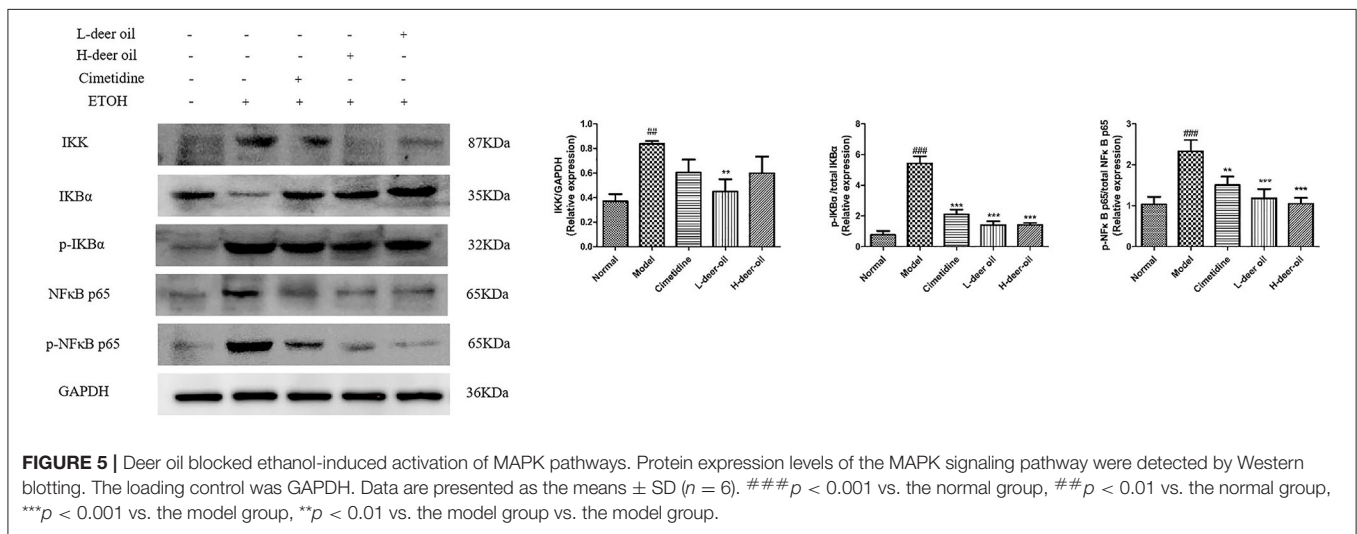 L-deer oil - - - - +
H-deer oil - - - + -
Cimetidine - - + - -
ETOH - + + + +
IKK 87KDa
IKBα 35KDa
p-IKBα 32KDa
NFκB p65 65KDa
p-NFκB p65 65KDa
GAPDH 36KDa
IKK/GAPDH
(Relative expression)
1.0
0.8
0.6
0.4
0.2
0.0
##
**
Normal
Model
Cimetidine
L-deer oil
H-deer-oil
p-IKBα /total IKBα
(Relative expression)
8
6
4
2
0
###
***
***
***
Normal
Model
Cimetidine
L-deer oil
H-deer-oil
p-NFκ B p65/total NFκ B p65
(Relative expression)
3
2
1
0
###
**
***
***
Normal
Model
Cimetidine
L-deer oil
H-deer-oil
FIGURE 5 | Deer oil blocked ethanol-induced activation of MAPK pathways. Protein expression levels of the MAPK signaling pathway were detected by Western
blotting. The loading control was GAPDH. Data are presented as the means ± SD (n = 6). ###p < 0.001 vs. the normal group, ##p < 0.01 vs. the normal group,
***p < 0.001 vs. the model group, **p < 0.01 vs. the model group vs. the model group.